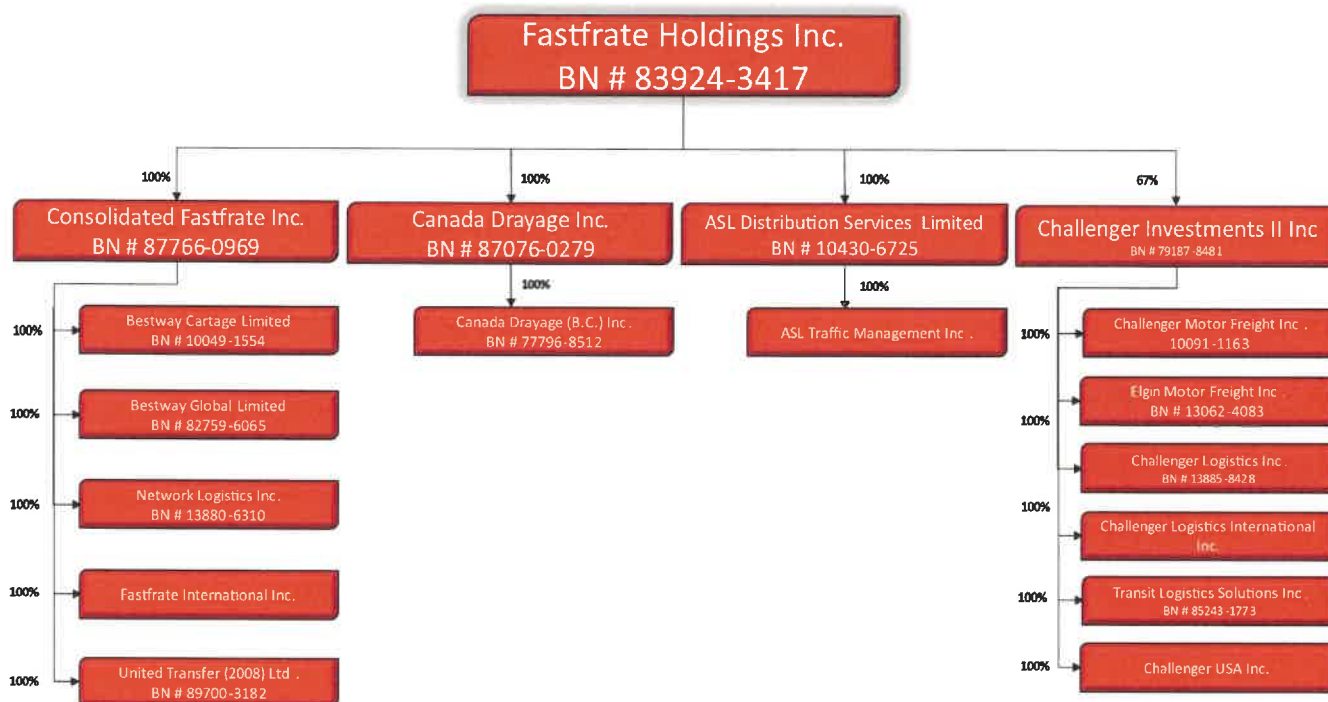 Fastfrate Holdings Inc.
BN # 83924-3417
100%
100%
100%
67%
Consolidated Fastfrate Inc.
BN # 87766-0969
Canada Drayage Inc.
BN # 87076-0279
ASL Distribution Services Limited
BN # 10430-6725
Challenger Investments II Inc
BN # 79187-8481
100%
Bestway Cartage Limited
BN # 10049-1554
100%
Bestway Global Limited
BN # 82759-6065
100%
Network Logistics Inc.
BN # 13880-6310
100%
Fastfrate International Inc.
100%
United Transfer (2008) Ltd .
BN # 89700-3182
100%
Canada Drayage (B.C.) Inc .
BN # 77796-8512
100%
ASL Traffic Management Inc .
100%
Challenger Motor Freight Inc .
10091-1163
Elgin Motor Freight Inc .
BN # 13062-4083
100%
Challenger Logistics Inc.
BN # 13885-8428
100%
Challenger Logistics International
Inc.
100%
Transit Logistics Solutions Inc .
BN # 85243-1773
100%
Challenger USA Inc.